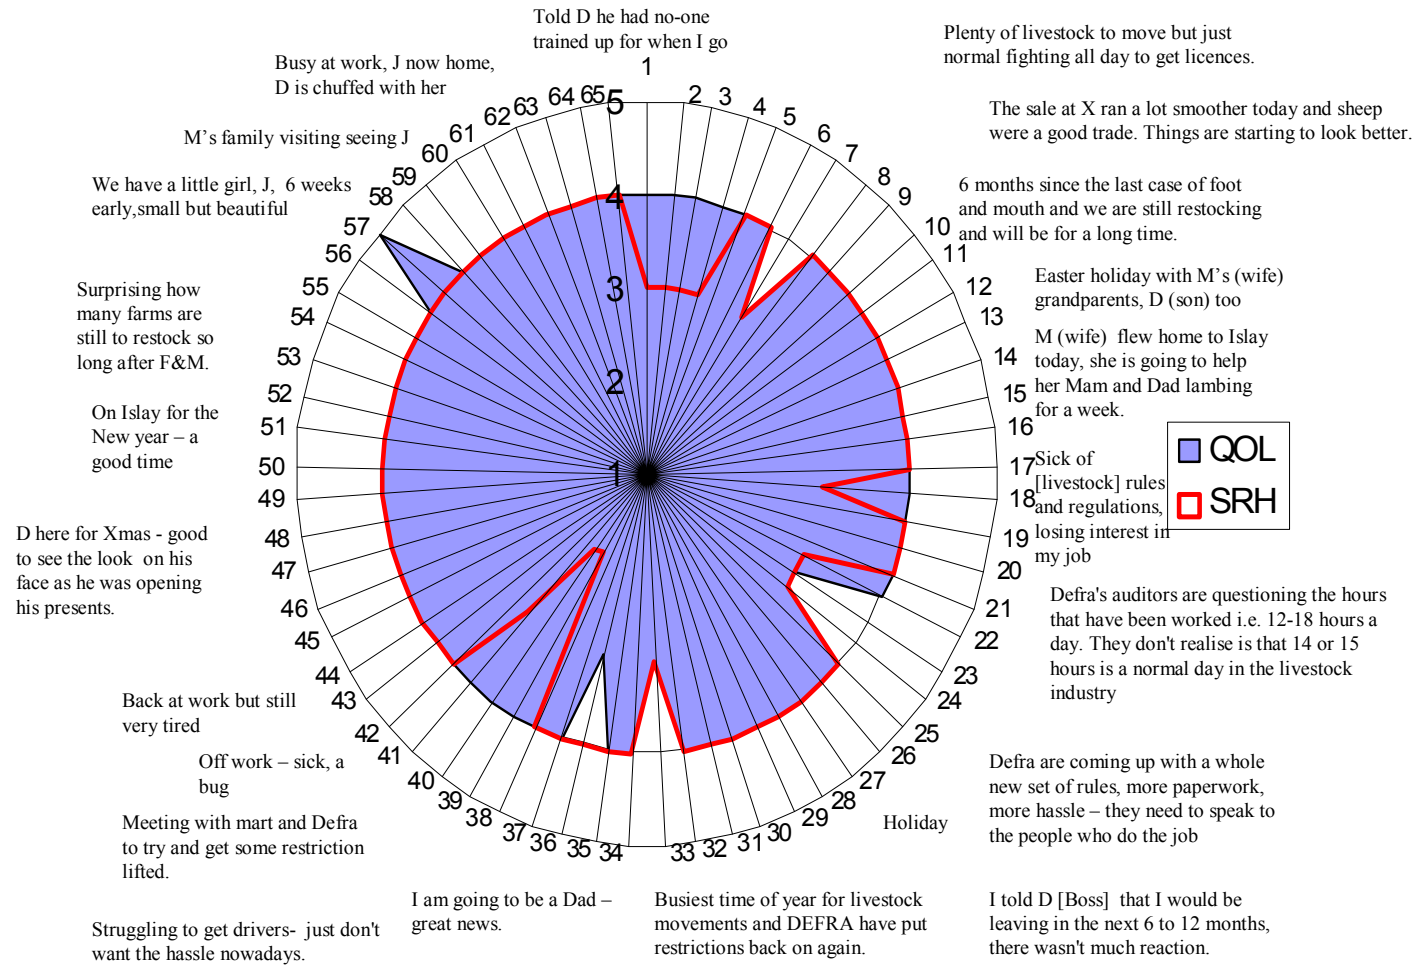 Told D he had no-one
trained up for when I go
Plenty of livestock to move but just
normal fighting all day to get licences.
The sale at X ran a lot smoother today and sheep
were a good trade. Things are starting to look better.
6 months since the last case of foot
and mouth and we are still restocking
and will be for a long time.
Easter holiday with M's (wife)
grandparents, D (son) too
M (wife)  flew home to Islay
today, she is going to help
her Mam and Dad lambing
for a week.
Sick of
[livestock] rules
and regulations,
losing interest in
my job
QOL
SRH
Defra's auditors are questioning the hours
that have been worked i.e. 12-18 hours a
day. They don't realise is that 14 or 15
hours is a normal day in the livestock
industry
Defra are coming up with a whole
new set of rules, more paperwork,
more hassle – they need to speak to
the people who do the job
Holiday
I told D [Boss]  that I would be
leaving in the next 6 to 12 months,
there wasn't much reaction.
Busiest time of year for livestock
movements and DEFRA have put
restrictions back on again.
I am going to be a Dad –
great news.
Struggling to get drivers- just don't
want the hassle nowadays.
Meeting with mart and Defra
to try and get some restriction
lifted.
Off work – sick, a
bug
Back at work but still
very tired
D here for Xmas - good
to see the look  on his
face as he was opening
his presents.
On Islay for the
New year – a
good time
Surprising how
many farms are
still to restock so
long after F&M.
We have a little girl, J,  6 weeks
early,small but beautiful
M's family visiting seeing J
Busy at work, J now home,
D is chuffed with her
1
2
3
4
5
6
7
8
9
10
11
12
13
14
15
16
17
18
19
20
21
22
23
24
25
26
27
28
29
30
31
32
33
34
35
36
37
38
39
40
41
42
43
44
45
46
47
48
49
50
51
52
53
54
55
56
57
58
59
60
61
62
63
64
65
5
4
3
2
1